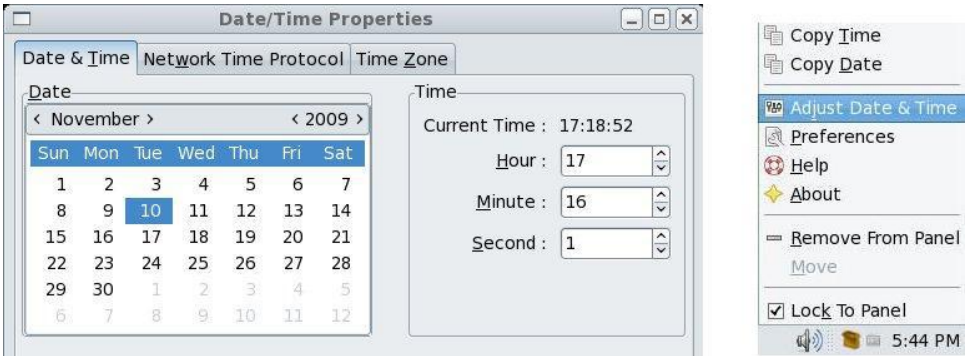 Date/Time Properties
Date & Time Network Time Protocol Time Zone
Date
< November > < 2009 >
Sun Mon Tue Wed Thu Fri Sat
1 2 3 4 5 6 7
8 9 10 11 12 13 14
15 16 17 18 19 20 21
22 23 24 25 26 27 28
29 30 1 2 3 4 5
6 7 8 9 10 11 12
Time
Current Time : 17:18:52
Hour : 17
Minute : 16
Second : 1
Copy Time
Copy Date
Adjust Date & Time
Preferences
Help
About
Remove From Panel
Move
Lock To Panel
5:44 PM